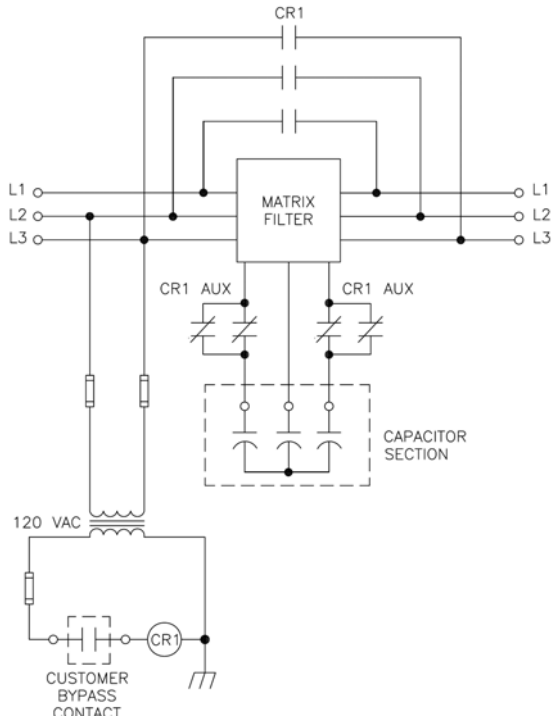 CR1
L1
L1
MATRIX
L2
L2
FILTER
L3
L3
CR1 AUX
CR1 AUX
CAPACITOR
SECTION
120 VAC
CR1
CUSTOMER
BYPASS
CONTACT